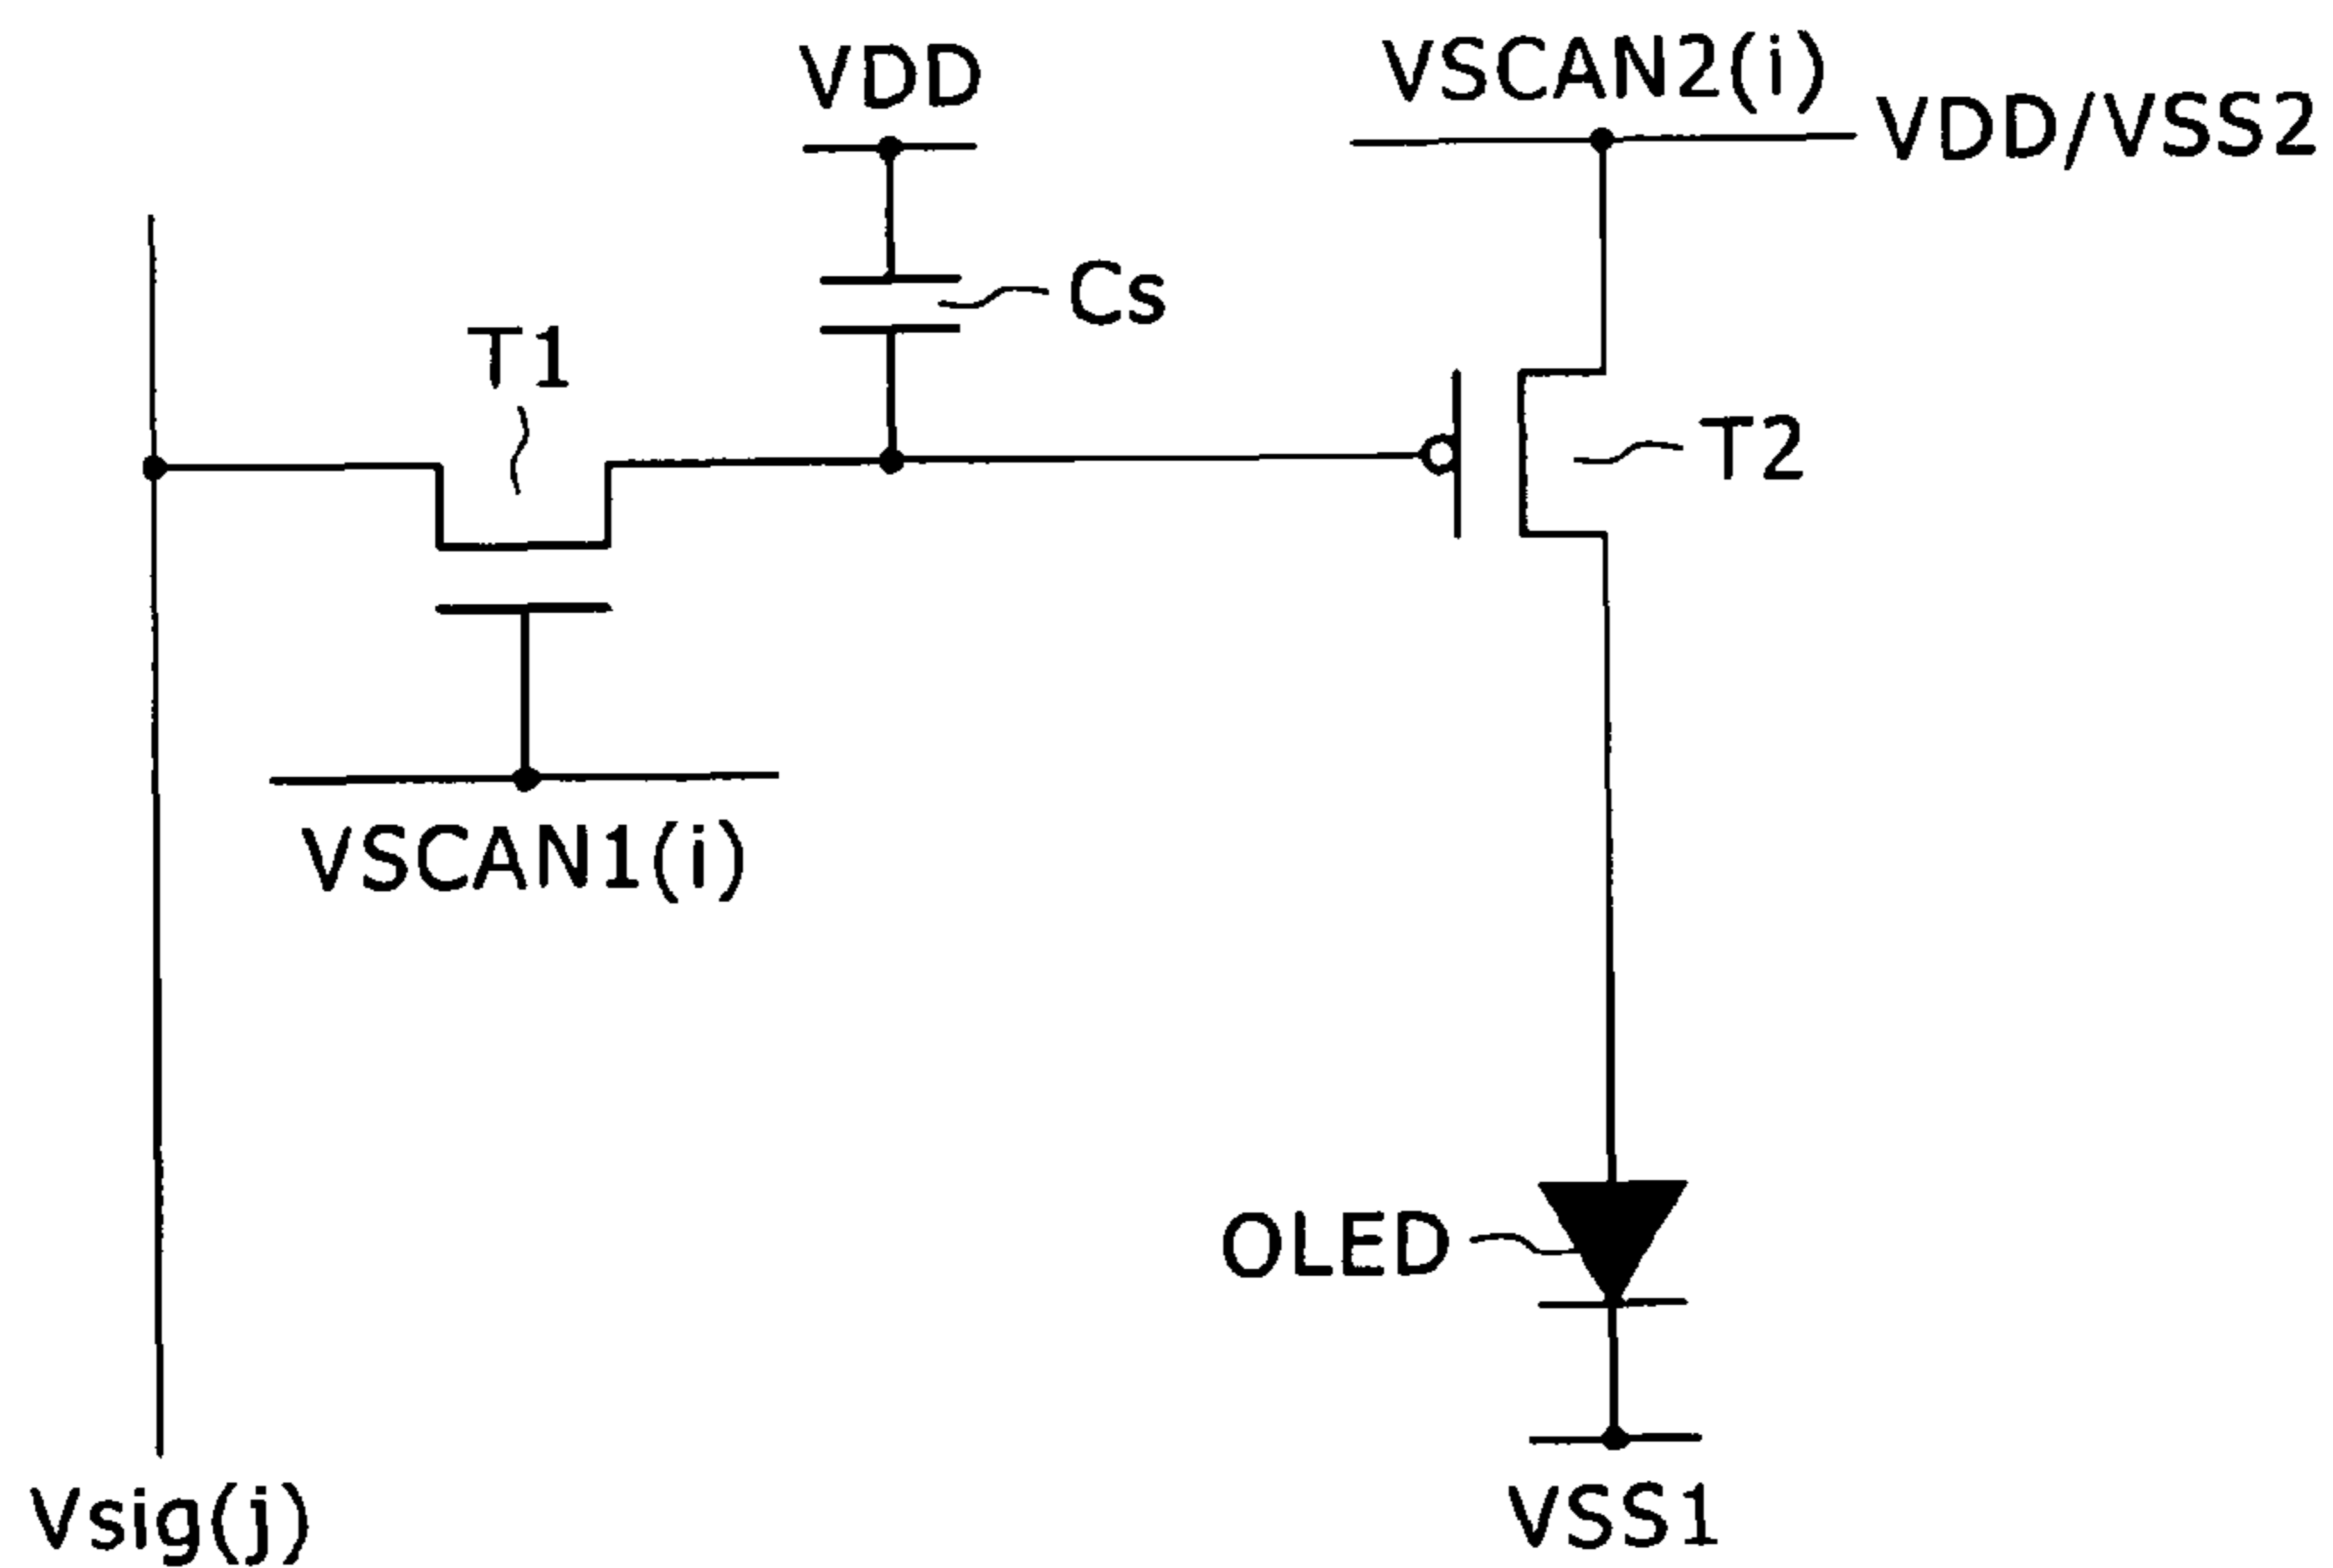 VDD
VSCAN2(i)
VDD/VSS2
Cs
T1
T2
VSCAN1(i)
OLED
Vsig(j)
VSS1